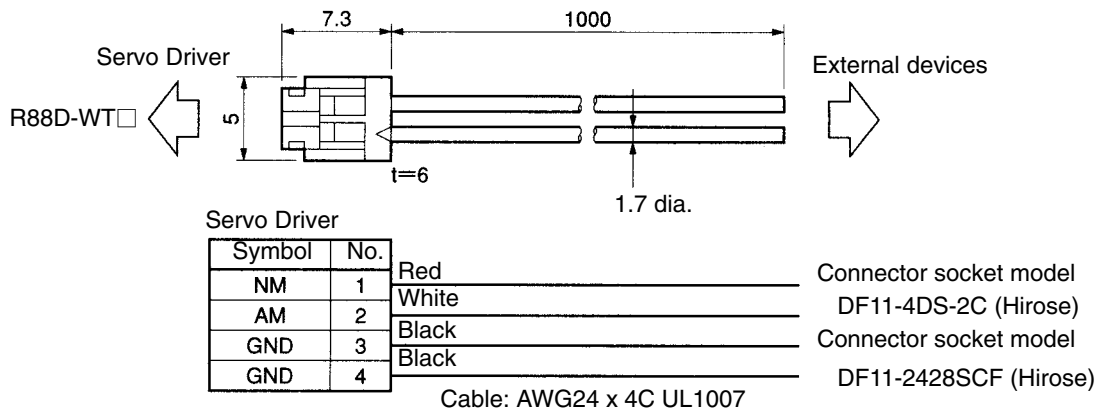 7.3
1000
Servo Driver
External devices
R88D-WT□
5
t=6
1.7 dia.
Servo Driver
Symbol No.
NM 1 Red
AM 2 White
GND 3 Black
GND 4 Black
Connector socket model
DF11-4DS-2C (Hirose)
Connector socket model
DF11-2428SCF (Hirose)
Cable: AWG24 x 4C UL1007